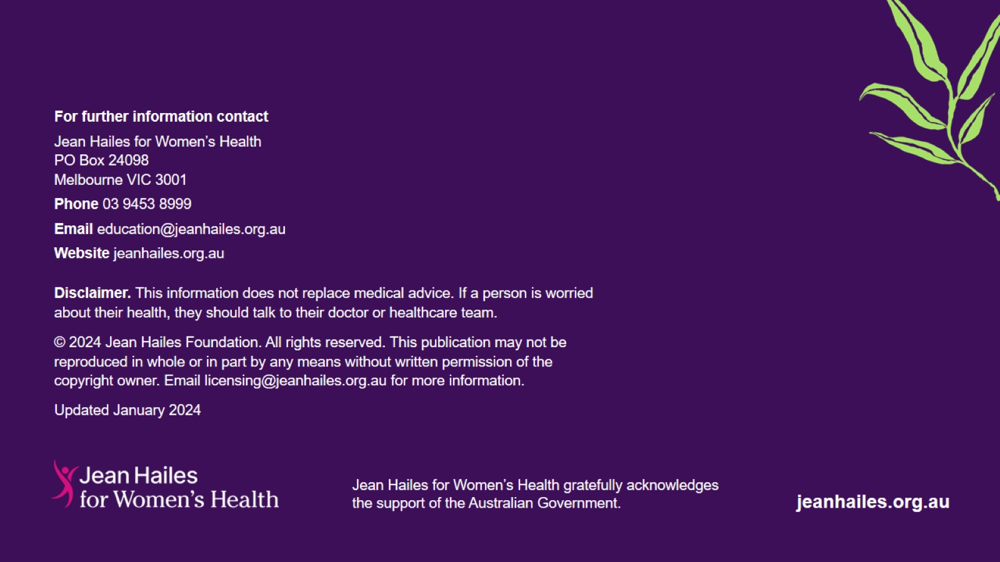 For further information contact
Jean Hailes for Women’s Health
PO Box 24098
Melbourne VIC 3001
Phone 03 9453 8999
Email education@jeanhailes.org.au
Website jeanhailes.org.au
Disclaimer. This information does not replace medical advice. If a person is worried
about their health, they should talk to their doctor or healthcare team.
© 2024 Jean Hailes Foundation. All rights reserved. This publication may not be
reproduced in whole or in part by any means without written permission of the
copyright owner. Email licensing@jeanhailes.org.au for more information.
Updated January 2024
Jean Hailes
for Women’s Health
Jean Hailes for Women’s Health gratefully acknowledges
the support of the Australian Government.
jeanhailes.org.au